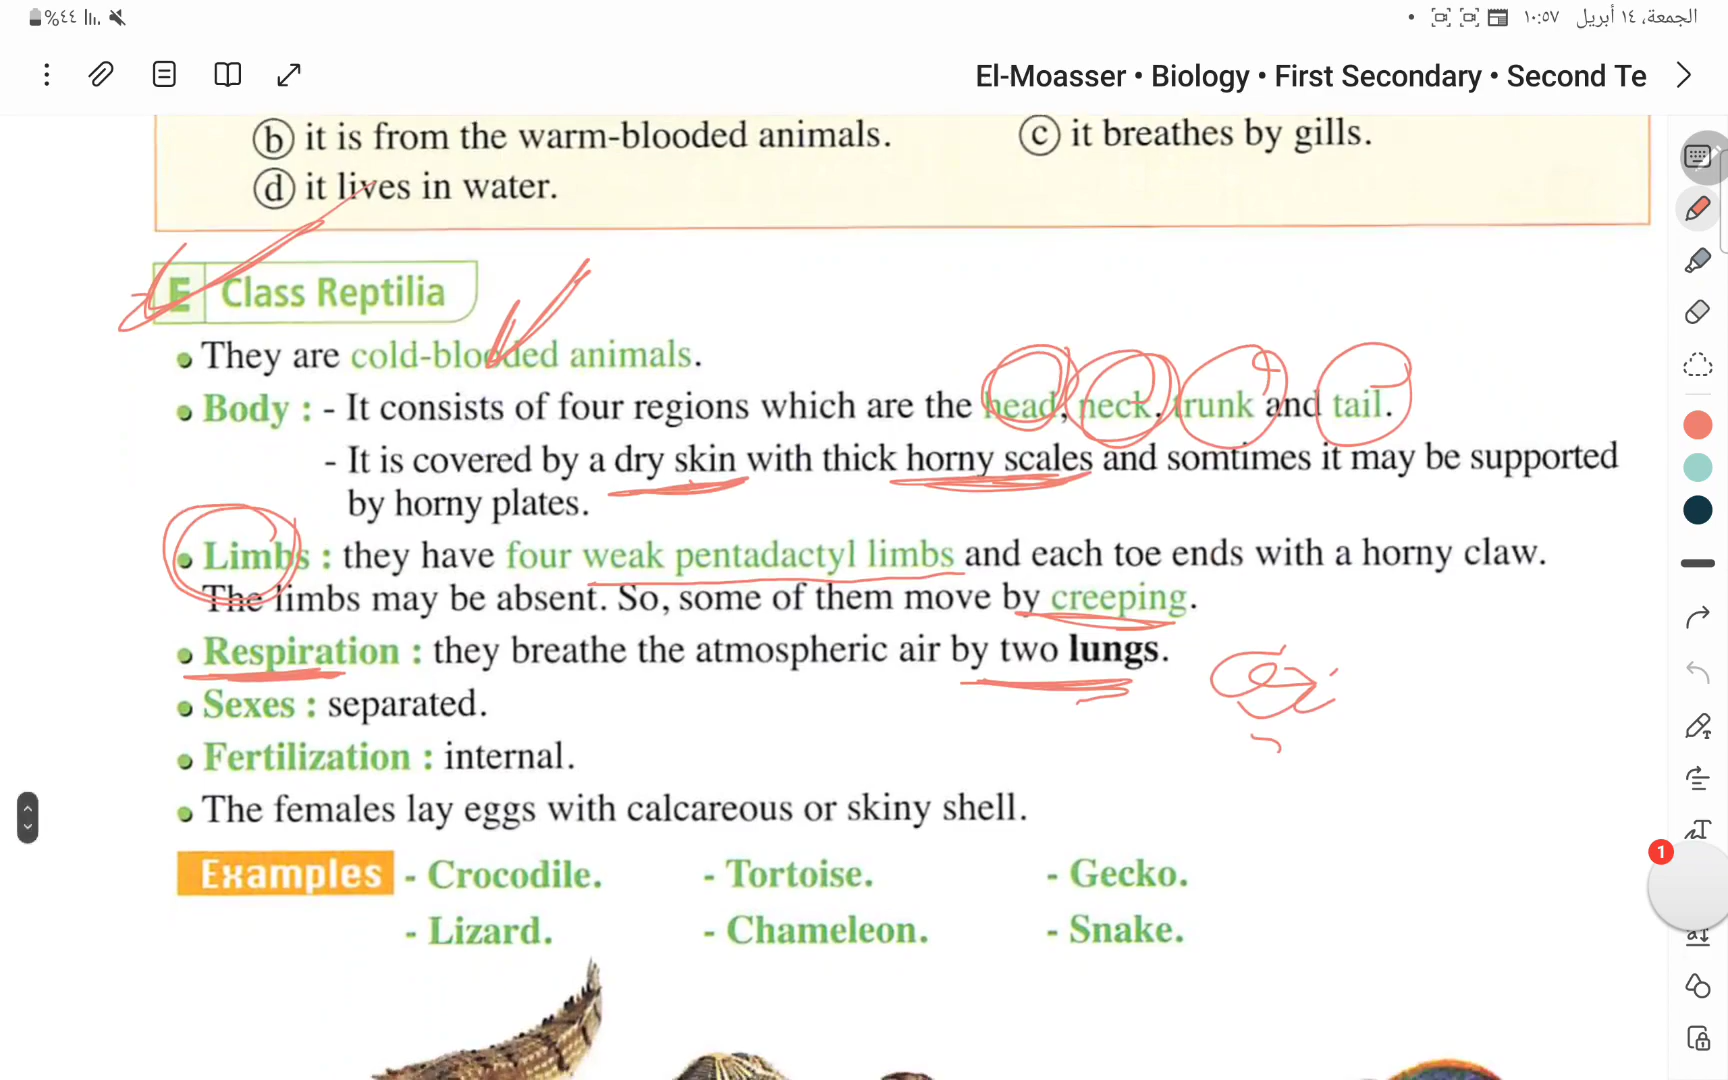 %٤٤
الجمعة، ١٤ أبريل ١٠:٥٧
El-Moasser • Biology • First Secondary • Second Te
ⓑ it is from the warm-blooded animals. ⓒ it breathes by gills.
ⓓ it lives in water.
E Class Reptilia
• They are cold-blooded animals.
• Body : - It consists of four regions which are the head, neck, trunk and tail.
- It is covered by a dry skin with thick horny scales and somtimes it may be supported
by horny plates.
• Limbs : they have four weak pentadactyl limbs and each toe ends with a horny claw.
The limbs may be absent. So, some of them move by creeping.
• Respiration : they breathe the atmospheric air by two lungs.
• Sexes : separated.
• Fertilization : internal.
• The females lay eggs with calcareous or skiny shell.
Examples - Crocodile. - Tortoise. - Gecko.
- Lizard. - Chameleon. - Snake.
1